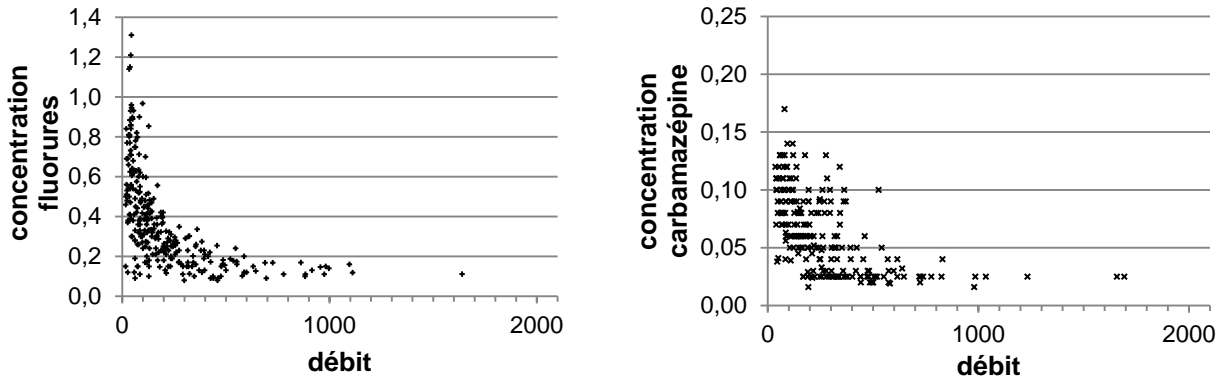 1,4
1,2
1,0
0,8
0,6
0,4
0,2
0,0
concentration
fluorures
0 1000 2000
débit
0,25
0,20
0,15
0,10
0,05
0,00
concentration
carbamazépine
0 1000 2000
débit